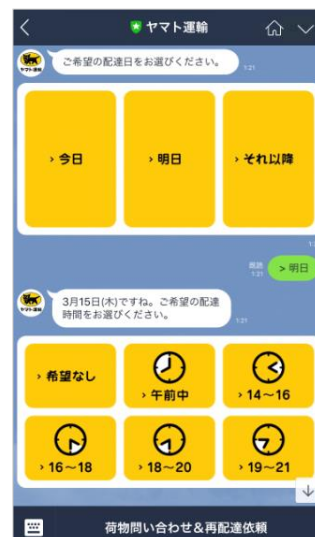 ヤマト運輸
ご希望の配達日をお選びください。
1:21
› 今日
› 明日
› それ以降
既読
1:21
> 明日
3月15日(木)ですね。ご希望の配達
時間をお選びください。
1:21
› 希望なし
› 午前中
› 14～16
› 16～18
› 18～20
› 19～21
荷物問い合わせ＆再配達依頼